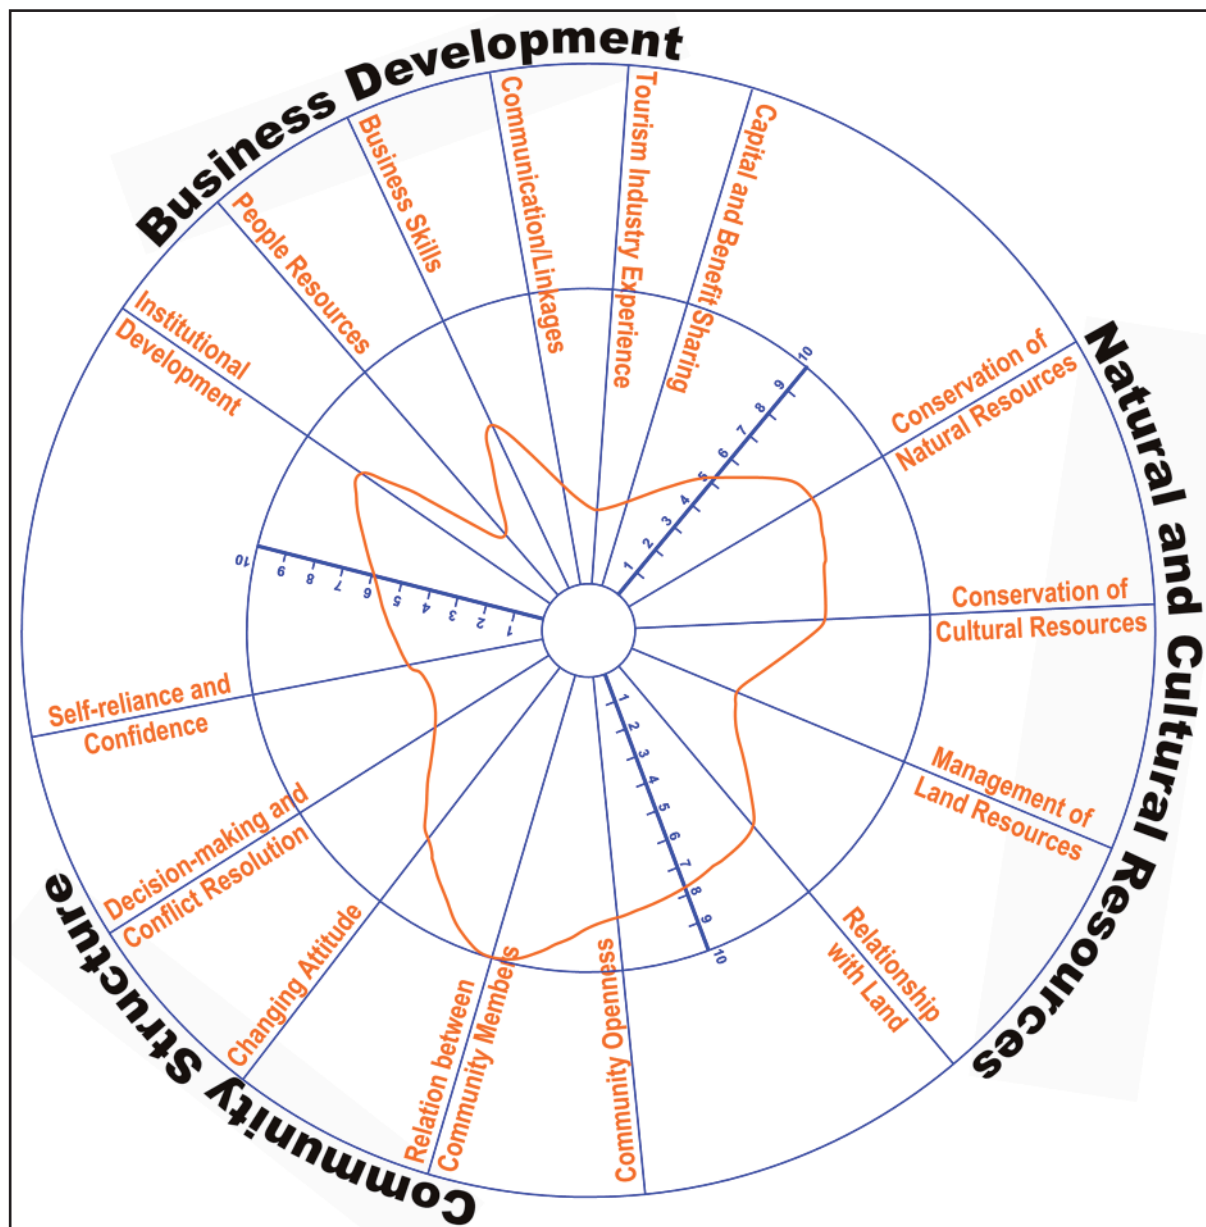 Business Development
Institutional
Development
People Resources
Business Skills
Communication/Linkages
Tourism Industry Experience
Capital and Benefit Sharing
Natural and Cultural Resources
Conservation of
Natural Resources
Conservation of
Cultural Resources
Management of
Land Resources
Relationship
with Land
Community Structure
Community Openness
Relation between
Community Members
Changing Attitude
Decision-making and
Conflict Resolution
Self-reliance and
Confidence
1 2 3 4 5 6 7 8 9 10
1 2 3 4 5 6 7 8 9 10
1 2 3 4 5 6 7 8 9 10